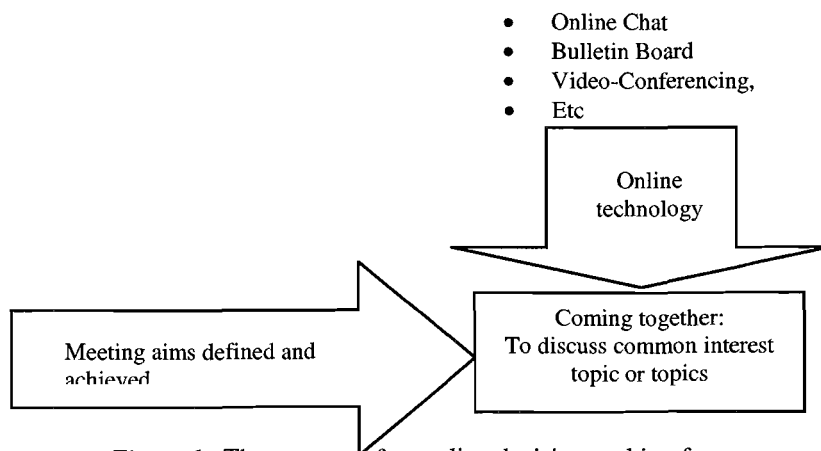 • Online Chat
• Bulletin Board
• Video-Conferencing,
• Etc
Online
technology
Meeting aims defined and
achieved
Coming together:
To discuss common interest
topic or topics